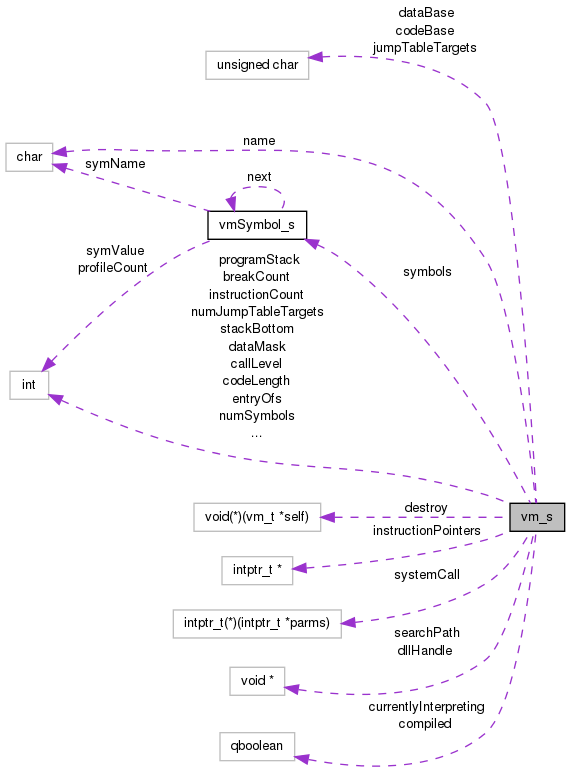 dataBase
codeBase
jumpTableTargets
unsigned char
name
char
symName
next
vmSymbol_s
symValue
profileCount
programStack
breakCount
instructionCount
numJumpTableTargets
stackBottom
dataMask
callLevel
codeLength
entryOfs
numSymbols
...
symbols
int
destroy
void(*)(vm_t *self)
vm_s
instructionPointers
intptr_t *
systemCall
intptr_t(*)(intptr_t *parms)
searchPath
dllHandle
void *
currentlyInterpreting
compiled
qboolean